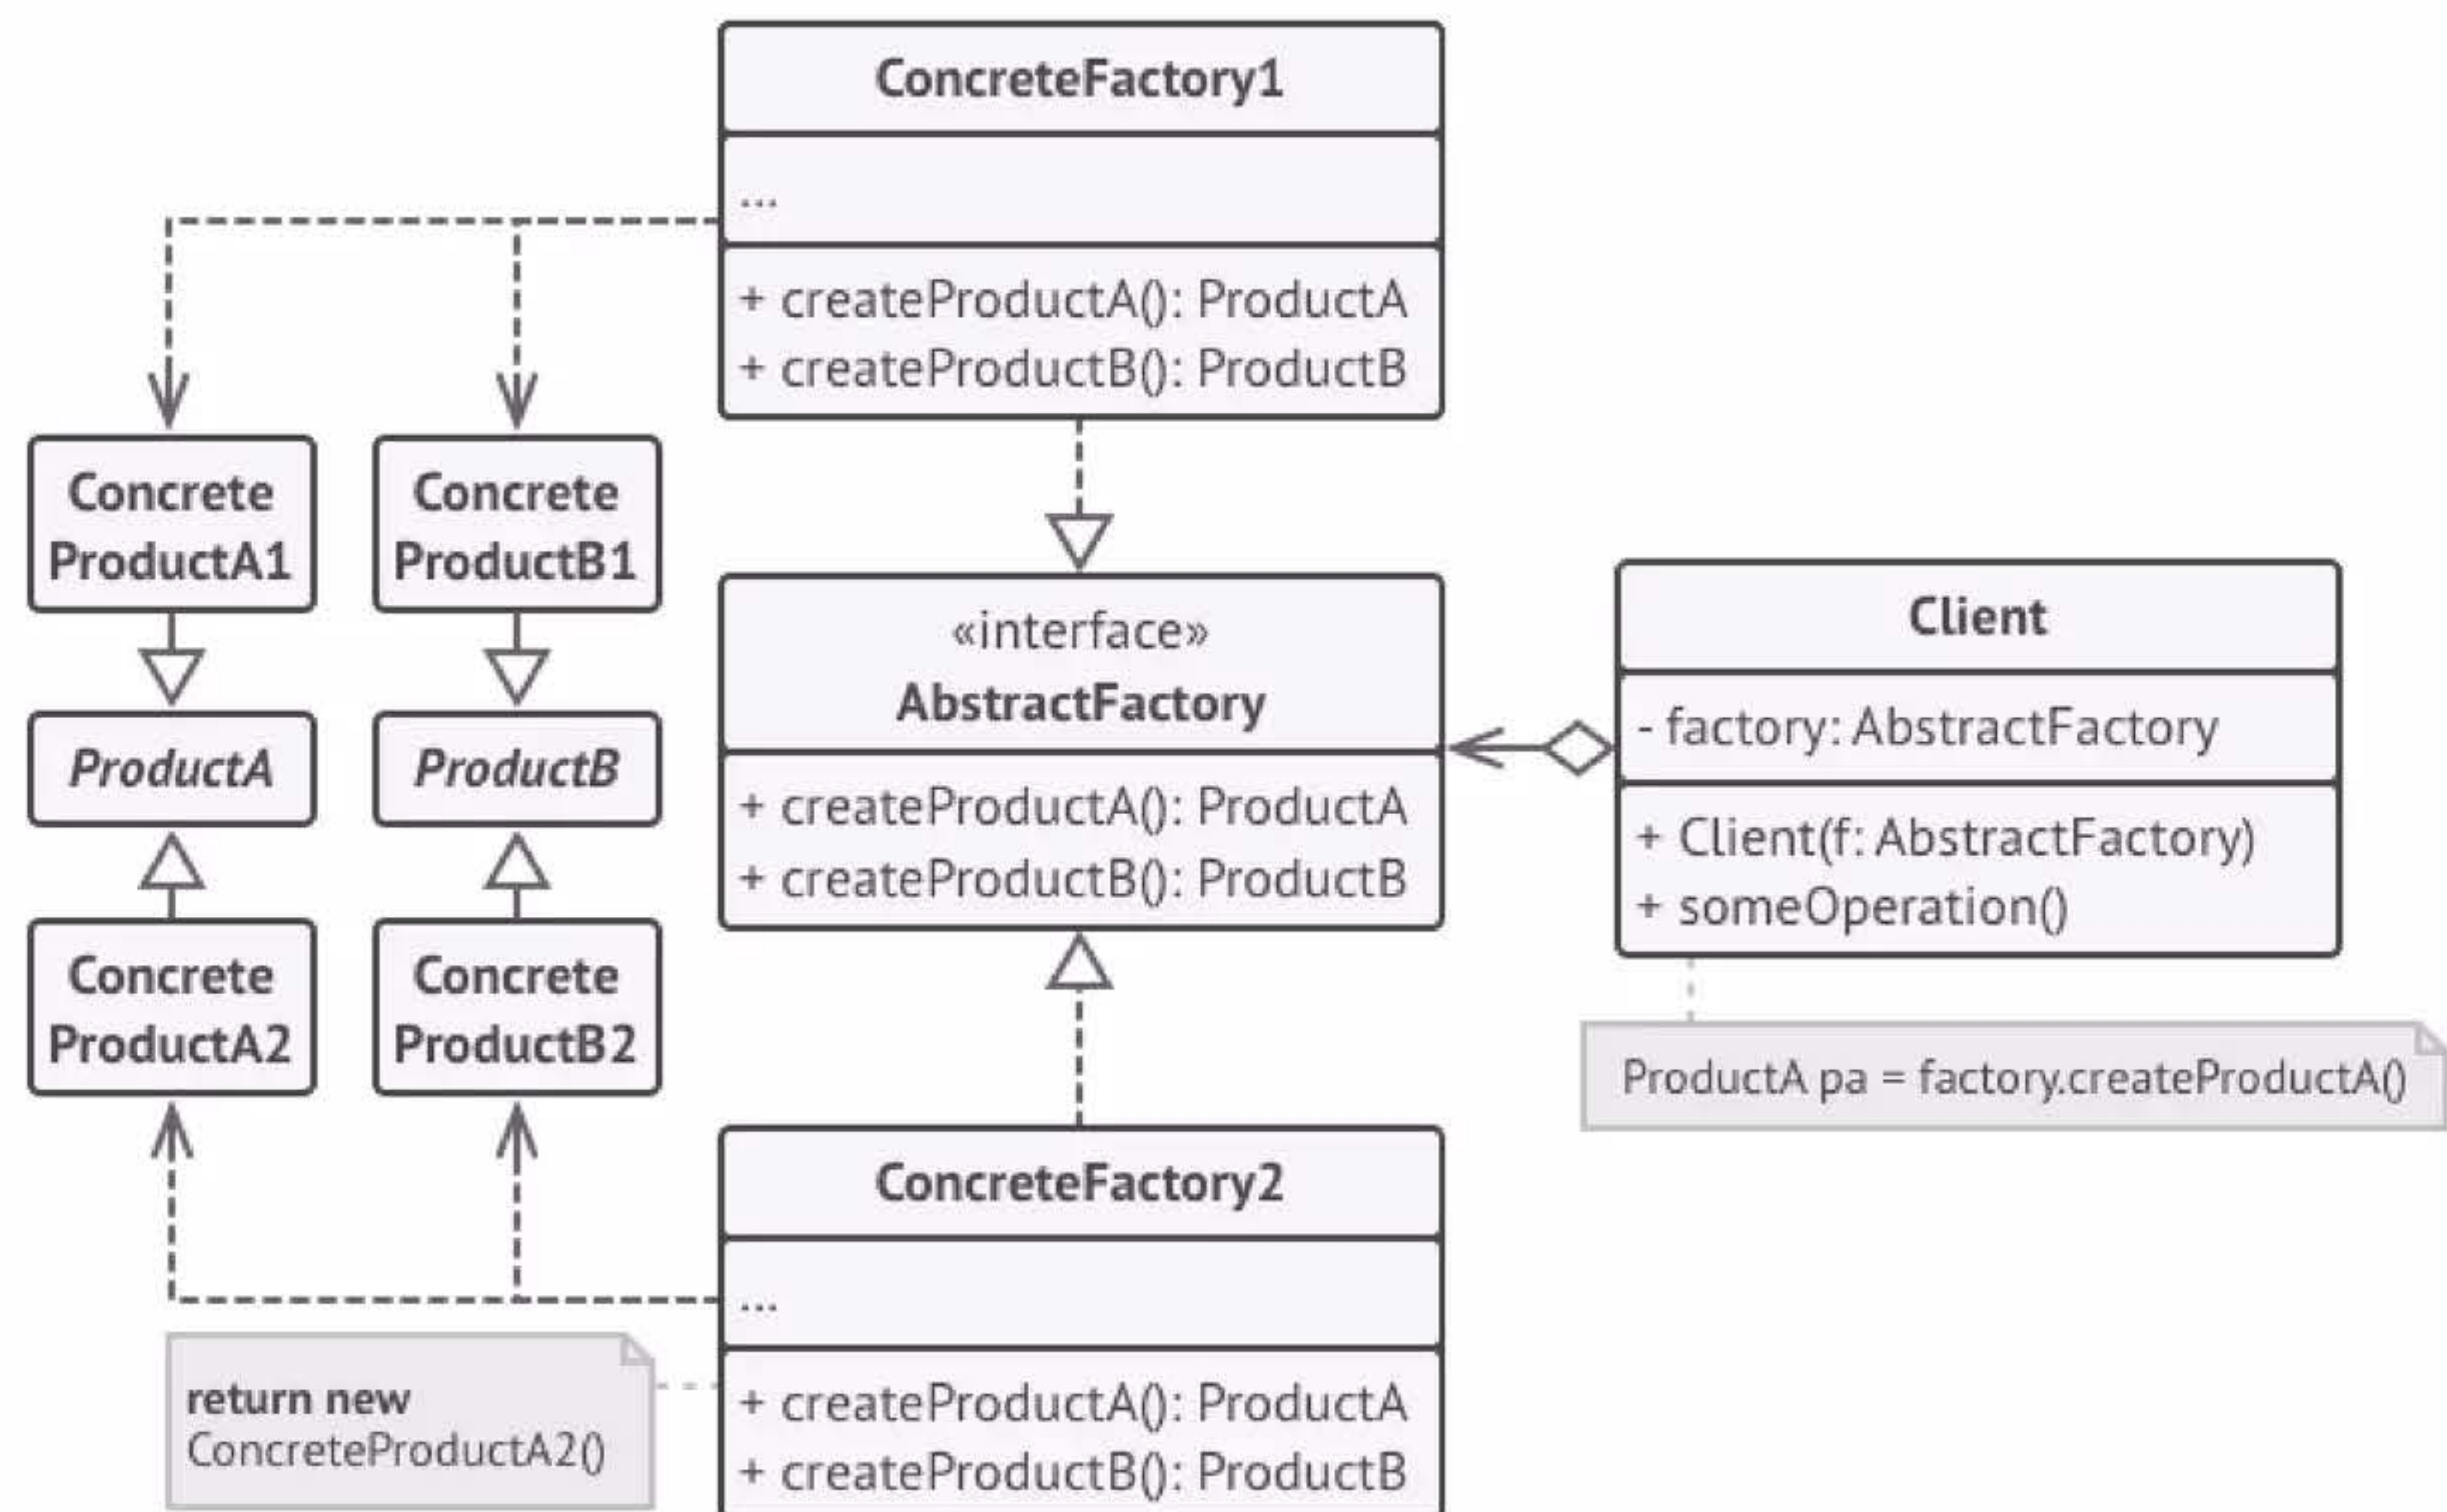 ConcreteFactory1
...
+ createProductA(): ProductA
+ createProductB(): ProductB
Concrete
ProductA1
Concrete
ProductB1
ProductA
ProductB
Concrete
ProductA2
Concrete
ProductB2
«interface»
AbstractFactory
+ createProductA(): ProductA
+ createProductB(): ProductB
Client
- factory: AbstractFactory
+ Client(f: AbstractFactory)
+ someOperation()
ProductA pa = factory.createProductA()
ConcreteFactory2
...
+ createProductA(): ProductA
+ createProductB(): ProductB
return new
ConcreteProductA2()